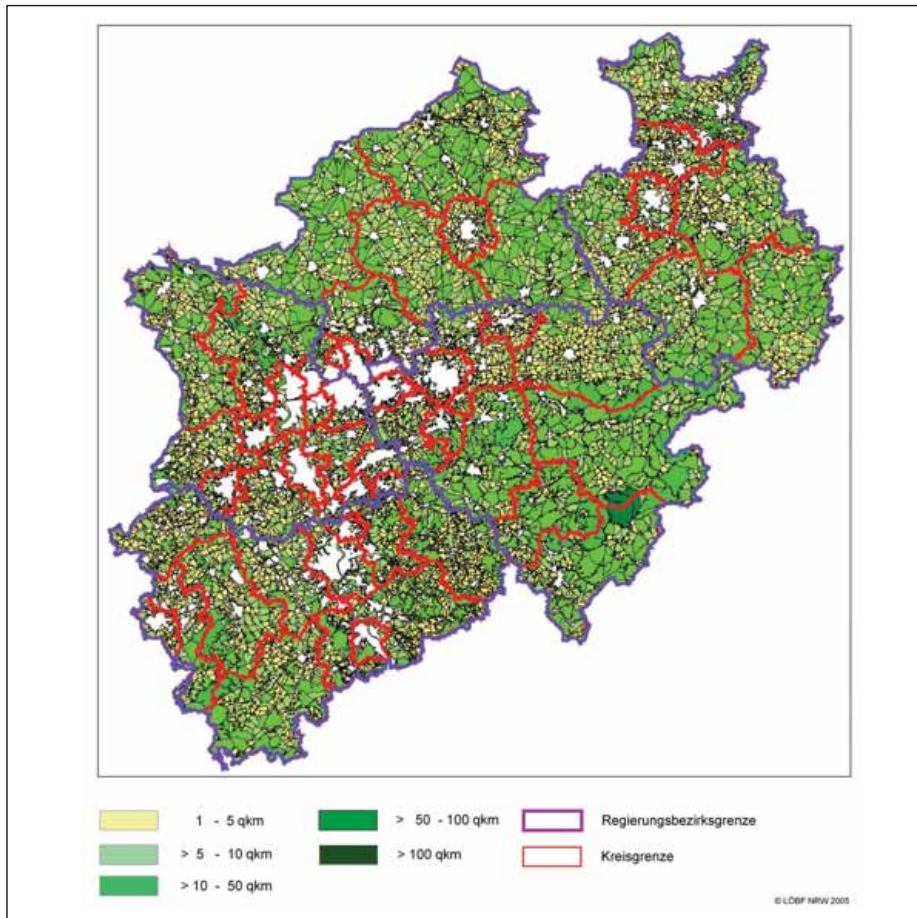 1 - 5 qkm
> 5 - 10 qkm
> 10 - 50 qkm
> 50 - 100 qkm
> 100 qkm
Regierungsbezirksgrenze
Kreisgrenze
© LÖBF NRW 2005